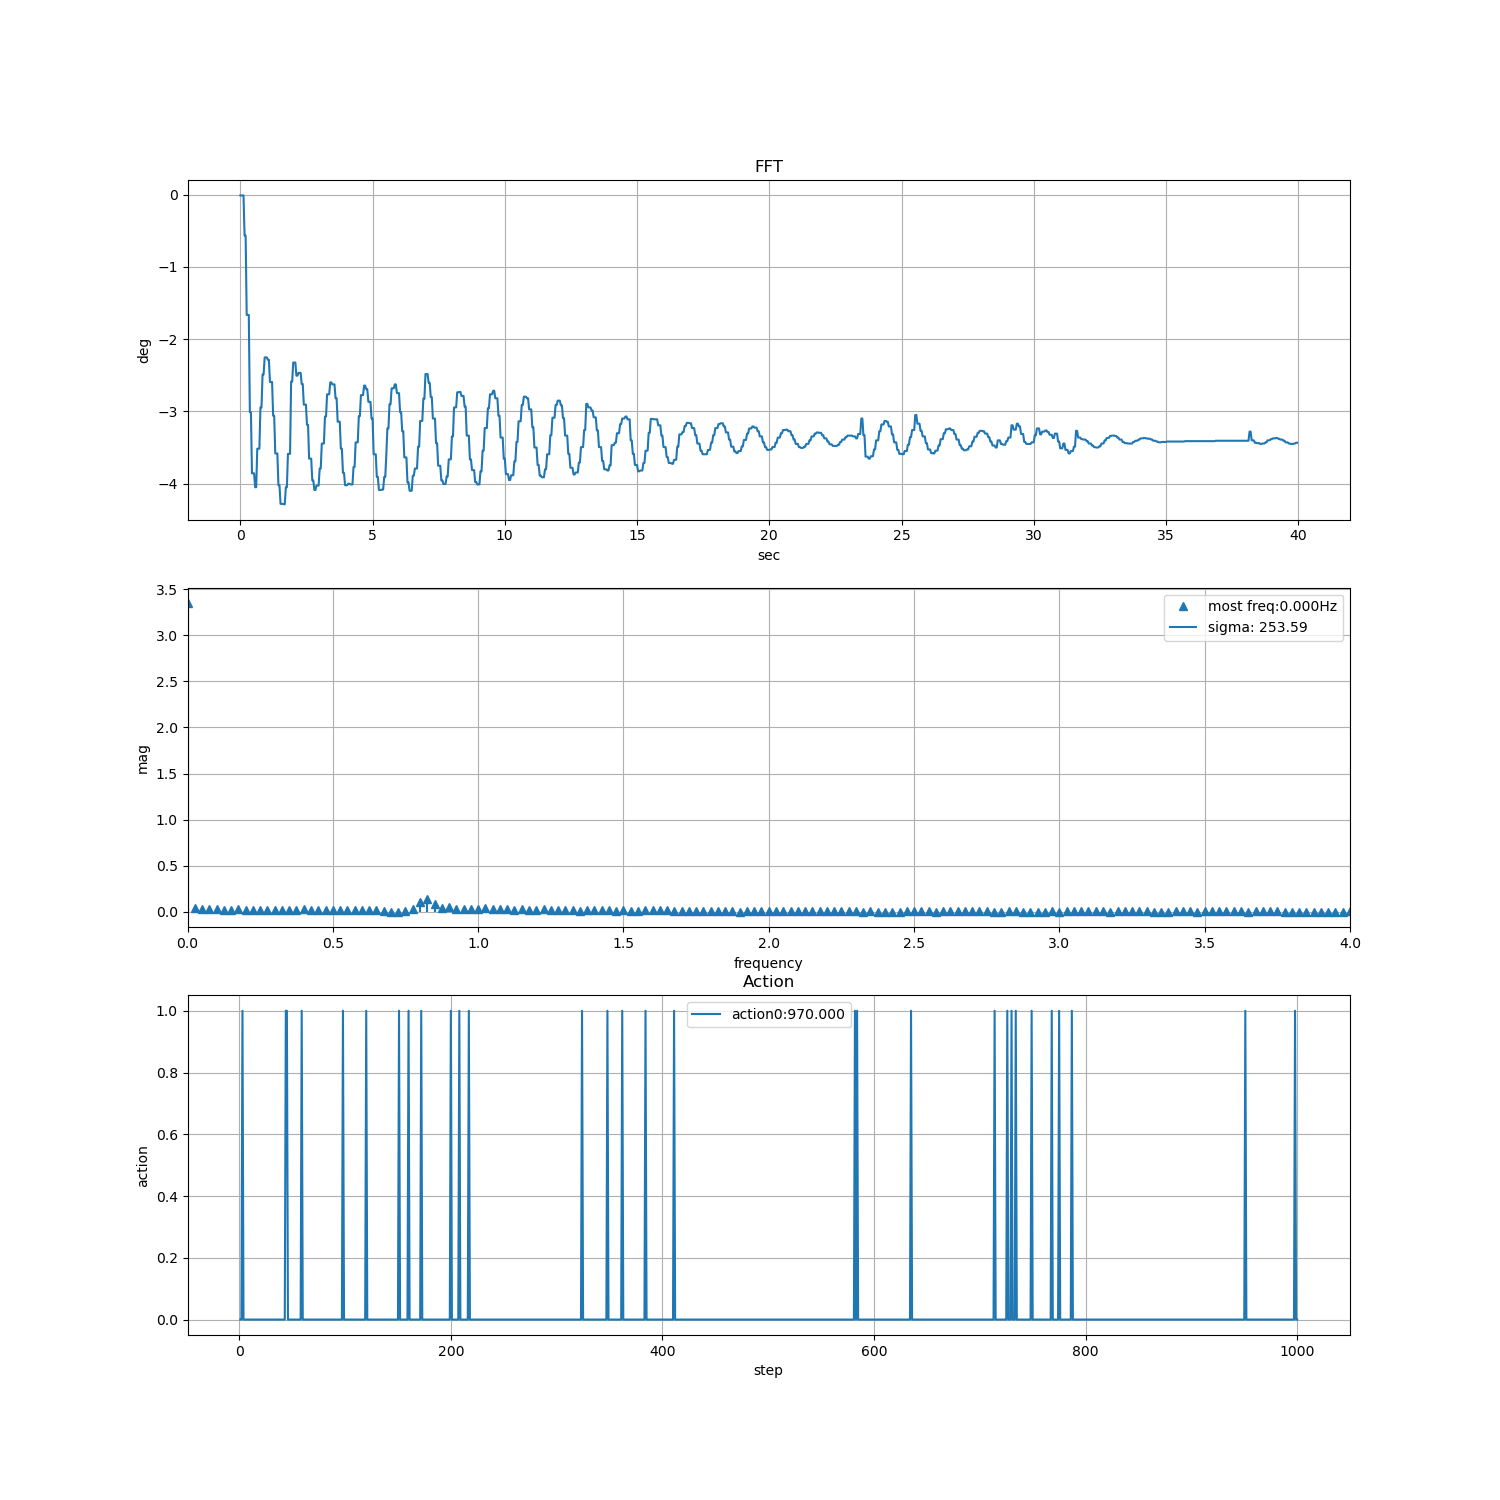 FFT
0
−1
−2
−3
−4
deg
0 5 10 15 20 25 30 35 40
sec
3.5
3.0
2.5
2.0
1.5
1.0
0.5
0.0
mag
most freq:0.000Hz
sigma: 253.59
0.0 0.5 1.0 1.5 2.0 2.5 3.0 3.5 4.0
frequency
Action
1.0
0.8
0.6
0.4
0.2
0.0
action
action0:970.000
0 200 400 600 800 1000
step